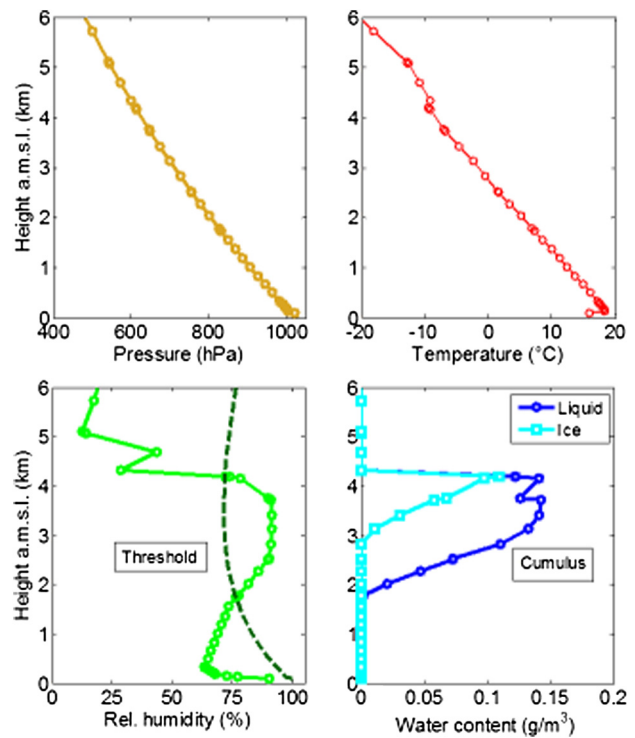 6
5
4
3
2
1
0
Height a.m.s.l. (km)
400 600 800 1000
Pressure (hPa)
6
5
4
3
2
1
0
-20 -10 0 10 20
Temperature (°C)
6
5
4
3
2
1
0
Height a.m.s.l. (km)
Threshold
0 25 50 75 100
Rel. humidity (%)
6
5
4
3
2
1
0
Liquid
Ice
Cumulus
0 0.05 0.1 0.15 0.2
Water content (g/m³)